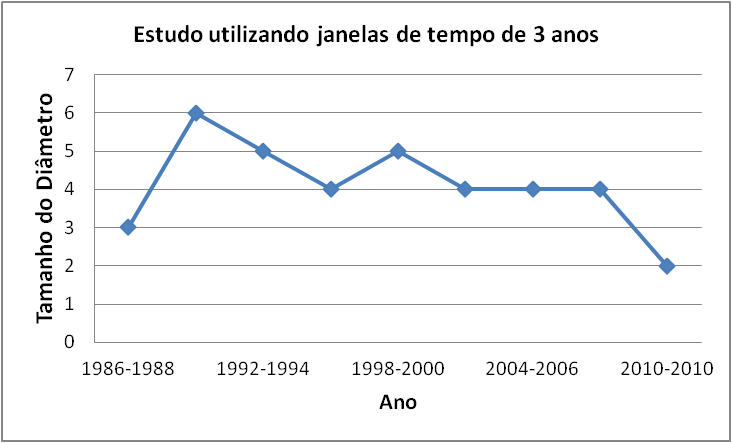 Estudo utilizando janelas de tempo de 3 anos
Tamanho do Diâmetro
7
6
5
4
3
2
1
0
1986-1988 1992-1994 1998-2000 2004-2006 2010-2010
Ano